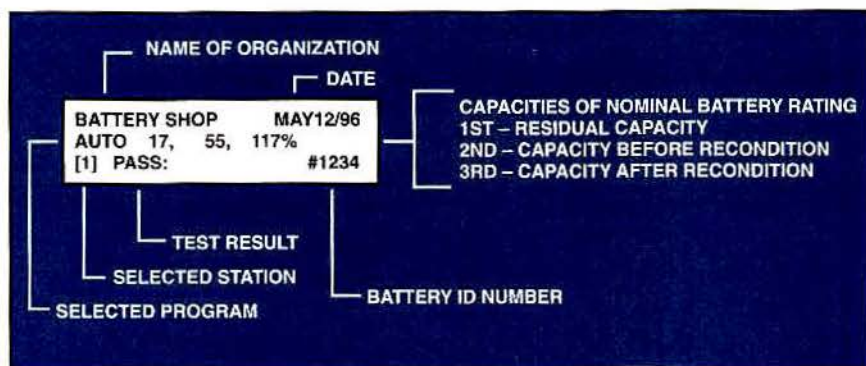 NAME OF ORGANIZATION
DATE
BATTERY SHOP MAY12/96
AUTO 17, 55, 117%
[1] PASS: #1234
CAPACITIES OF NOMINAL BATTERY RATING
1ST – RESIDUAL CAPACITY
2ND – CAPACITY BEFORE RECONDITION
3RD – CAPACITY AFTER RECONDITION
TEST RESULT
SELECTED STATION
BATTERY ID NUMBER
SELECTED PROGRAM